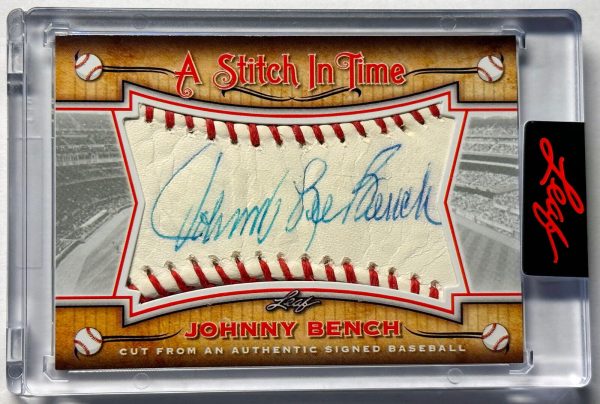 A Stitch In Time
Johnny Lee Bench
Leaf
Leaf
JOHNNY BENCH
CUT FROM AN AUTHENTIC SIGNED BASEBALL